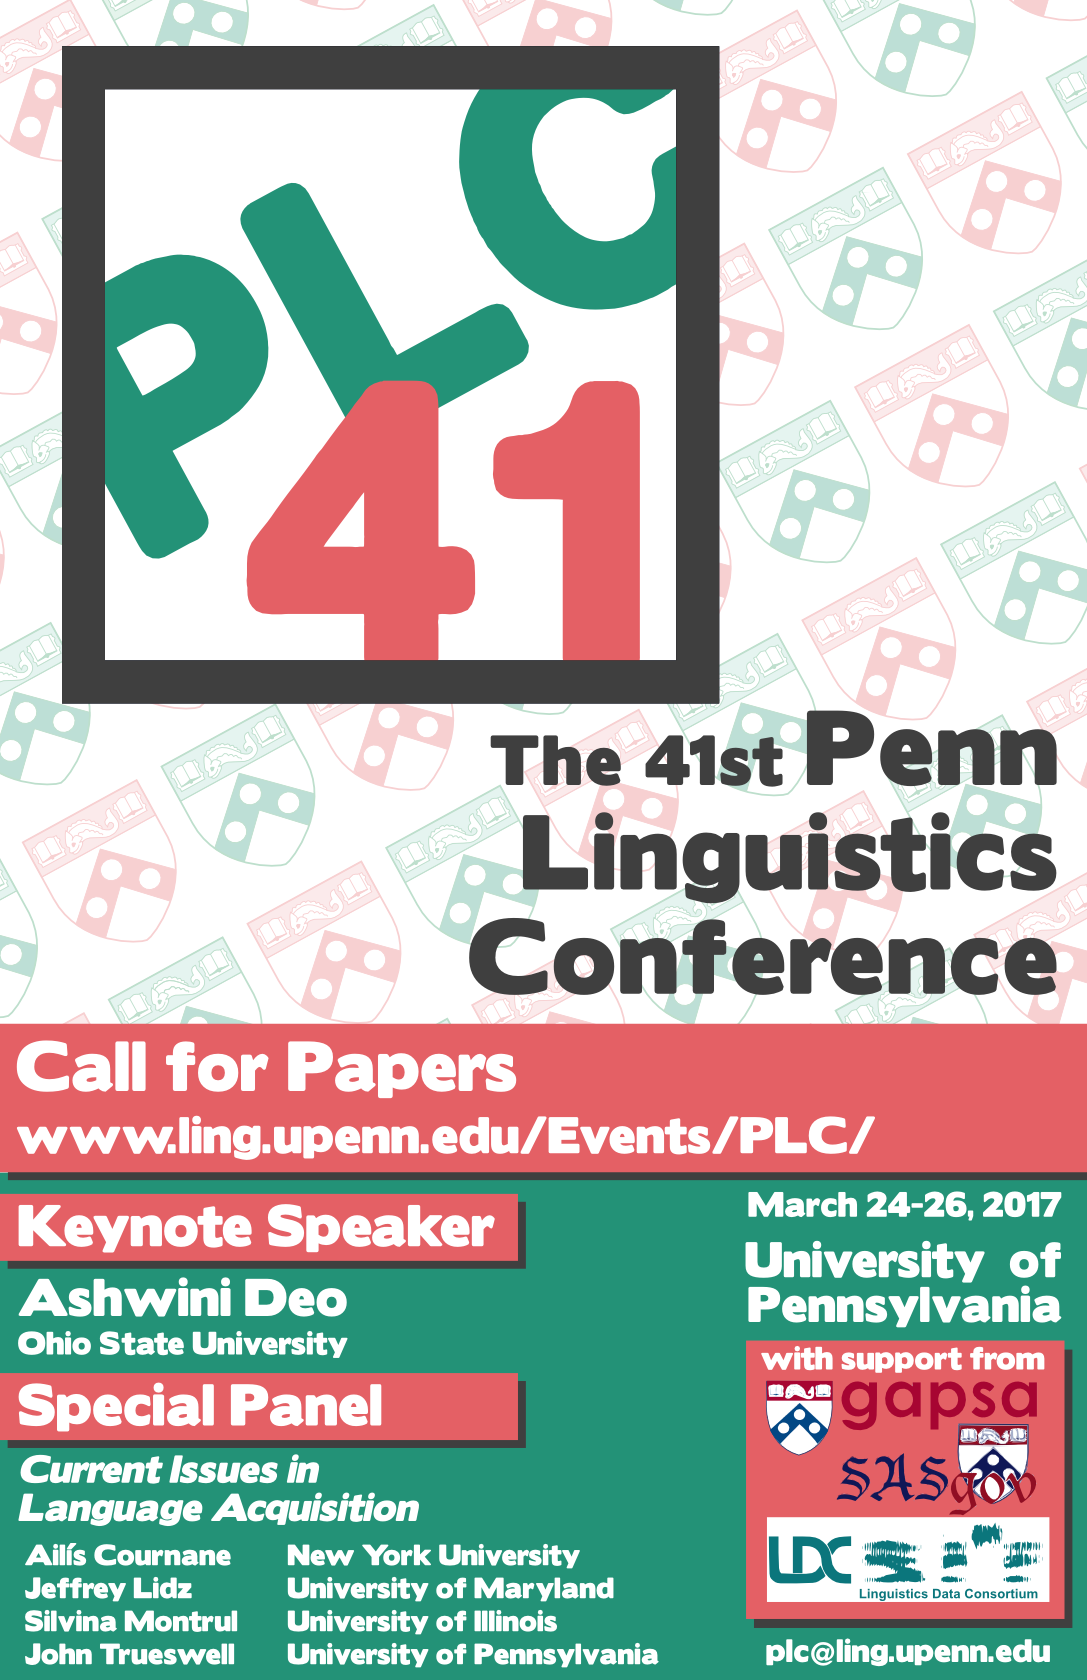 PLC
41
The 41st Penn
Linguistics
Conference
Call for Papers
www.ling.upenn.edu/Events/PLC/
Keynote Speaker
Ashwini Deo
Ohio State University
Special Panel
Current Issues in
Language Acquisition
Ailís Cournane New York University
Jeffrey Lidz University of Maryland
Silvina Montrul University of Illinois
John Trueswell University of Pennsylvania
March 24-26, 2017
University of
Pennsylvania
with support from
gapsa
SASgov
LDC
Linguistics Data Consortium
plc@ling.upenn.edu